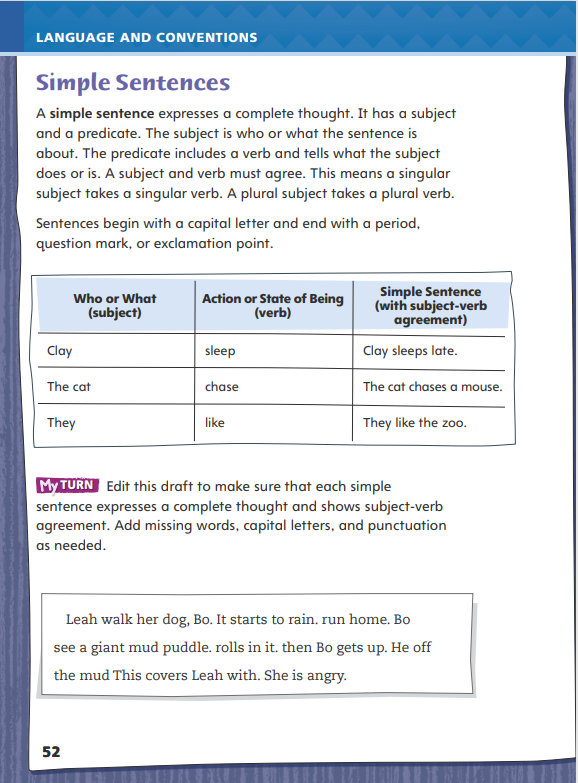 LANGUAGE AND CONVENTIONS
Simple Sentences
A simple sentence expresses a complete thought. It has a subject
and a predicate. The subject is who or what the sentence is
about. The predicate includes a verb and tells what the subject
does or is. A subject and verb must agree. This means a singular
subject takes a singular verb. A plural subject takes a plural verb.
Sentences begin with a capital letter and end with a period,
question mark, or exclamation point.
Who or What
(subject)
Action or State of Being
(verb)
Simple Sentence
(with subject-verb
agreement)
Clay sleep Clay sleeps late.
The cat chase The cat chases a mouse.
They like They like the zoo.
My TURN Edit this draft to make sure that each simple
sentence expresses a complete thought and shows subject-verb
agreement. Add missing words, capital letters, and punctuation
as needed.
Leah walk her dog, Bo. It starts to rain. run home. Bo
see a giant mud puddle. rolls in it. then Bo gets up. He off
the mud This covers Leah with. She is angry.
52